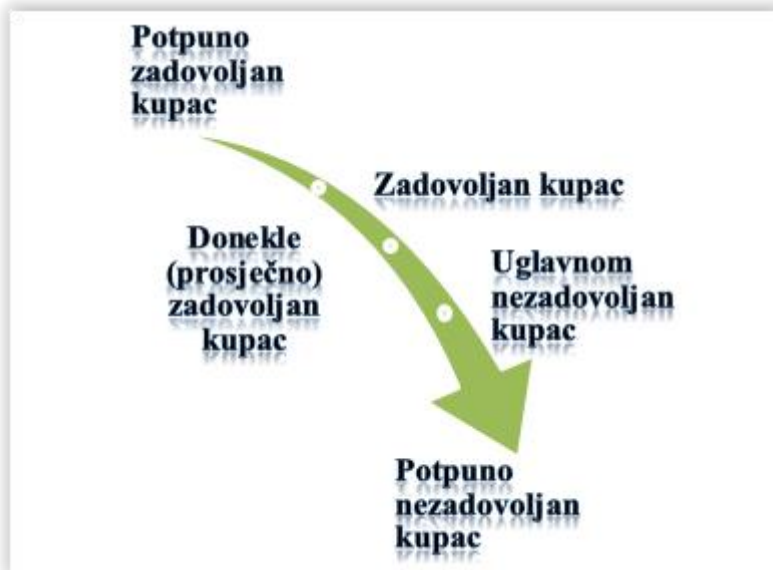 Potpuno
zadovoljan
kupac
Zadovoljan kupac
Donekle
(prosječno)
zadovoljan
kupac
Uglavnom
nezadovoljan
kupac
Potpuno
nezadovoljan
kupac